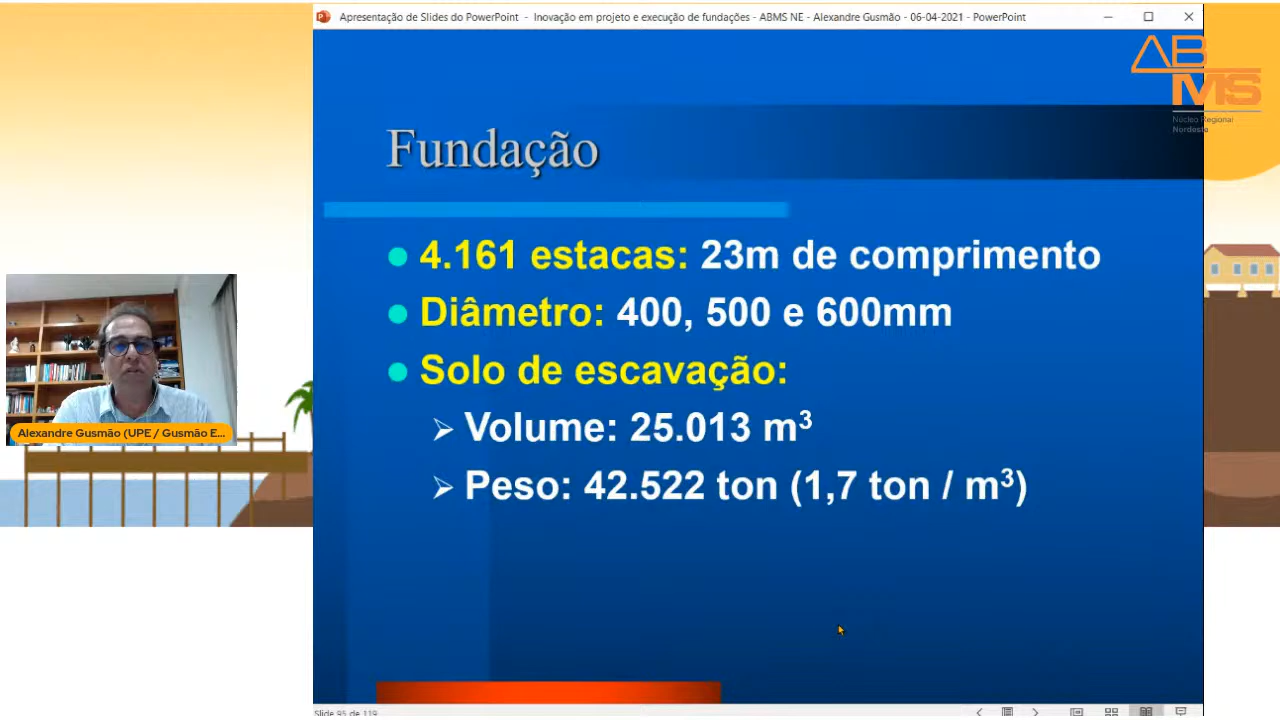 Apresentação de Slides do PowerPoint - Inovação em projeto e execução de fundações - ABMS NE - Alexandre Gusmão - 06-04-2021 - PowerPoint
ABMS
Núcleo Regional
Nordeste
Fundação
4.161 estacas: 23m de comprimento
Diâmetro: 400, 500 e 600mm
Solo de escavação:
Volume: 25.013 m³
Peso: 42.522 ton (1,7 ton / m³)
Alexandre Gusmão (UPE / Gusmão E...
Slide 95 de 119